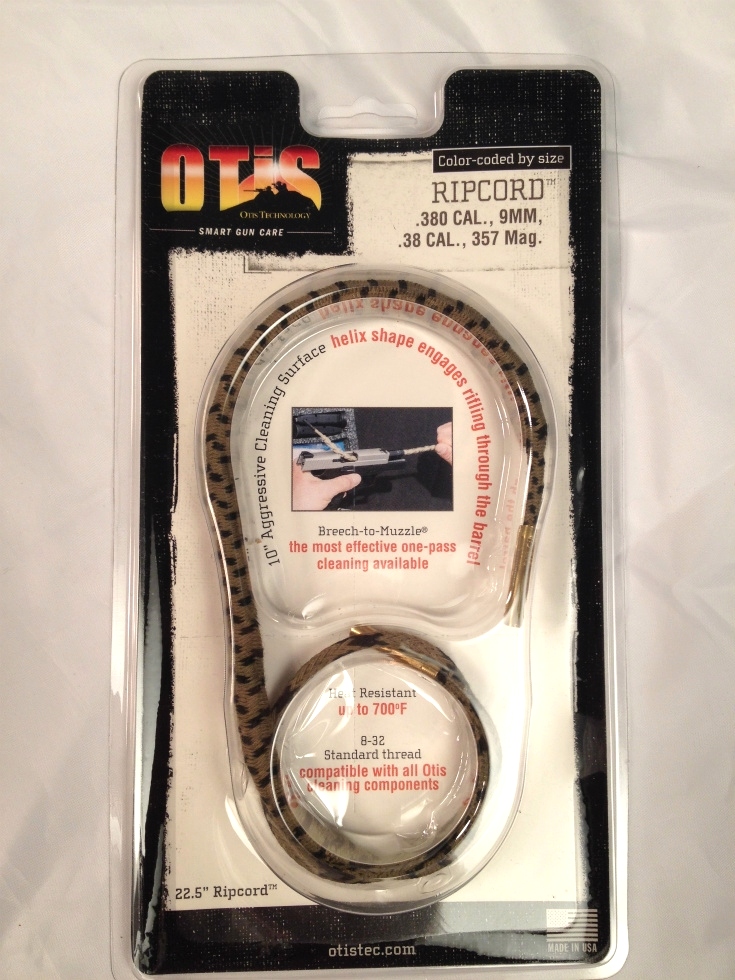 OTiS
OTIS TECHNOLOGY
SMART GUN CARE
Color-coded by size
RIPCORD™
.380 CAL., 9MM,
.38 CAL., 357 Mag.
10" Aggressive Cleaning Surface helix shape engages rifling through the barrel
Breech-to-Muzzle®
the most effective one-pass
cleaning available
Heat Resistant
up to 700ºF
8-32
Standard thread
compatible with all Otis
cleaning components
22.5" Ripcord™
otistec.com
MADE IN USA